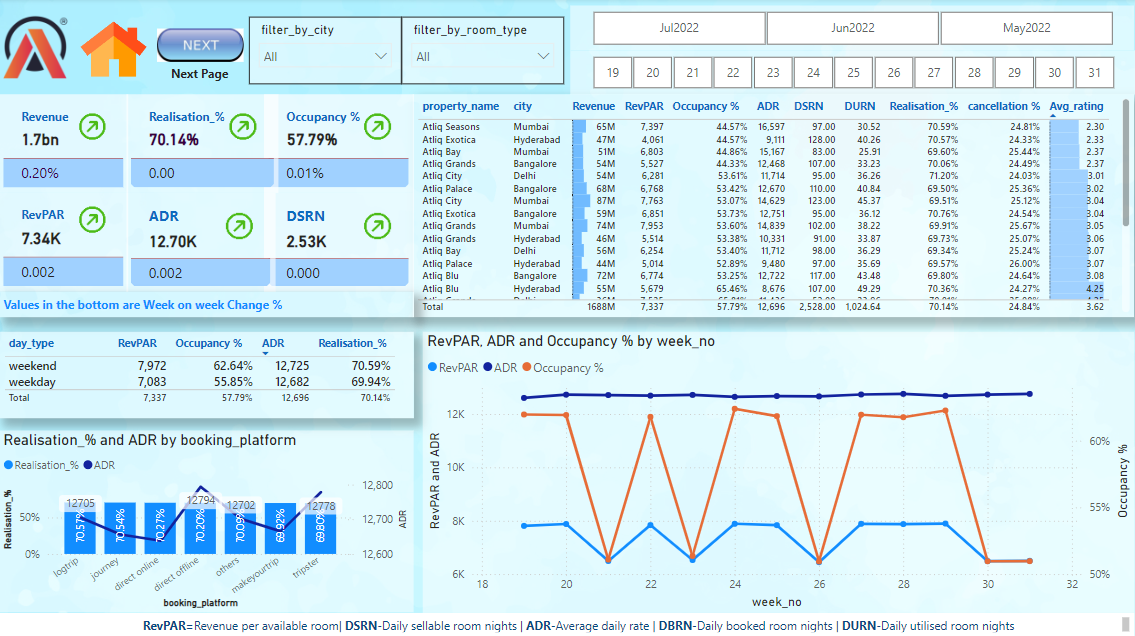 NEXT
Next Page
filter_by_city
All
filter_by_room_type
All
Jul2022
Jun2022
May2022
19 20 21 22 23 24 25 26 27 28 29 30 31
Revenue
1.7bn
0.20%
Realisation_%
70.14%
0.00
Occupancy %
57.79%
0.01%
RevPAR
7.34K
0.002
ADR
12.70K
0.002
DSRN
2.53K
0.000
Values in the bottom are Week on week Change %
property_name city Revenue RevPAR Occupancy % ADR DSRN DURN Realisation_% cancellation % Avg_rating
Atliq Seasons Mumbai 65M 7,397 44.57% 16,597 97.00 30.52 70.59% 24.81% 2.30
Atliq Exotica Hyderabad 47M 4,061 44.57% 9,111 128.00 40.26 70.57% 24.33% 2.33
Atliq Bay Mumbai 51M 6,803 44.86% 15,167 83.00 25.91 69.60% 25.44% 2.37
Atliq Grands Bangalore 54M 5,527 44.33% 12,468 107.00 33.23 70.06% 24.49% 2.37
Atliq City Delhi 54M 6,281 53.61% 11,714 95.00 36.26 71.20% 24.03% 3.01
Atliq Palace Bangalore 68M 6,768 53.42% 12,670 110.00 40.84 69.50% 25.36% 3.02
Atliq City Mumbai 87M 7,763 53.07% 14,629 123.00 45.37 69.51% 25.12% 3.04
Atliq Exotica Bangalore 59M 6,851 53.73% 12,751 95.00 36.12 70.76% 24.54% 3.04
Atliq Grands Mumbai 74M 7,953 53.60% 14,839 102.00 38.22 69.91% 25.67% 3.05
Atliq Grands Hyderabad 46M 5,514 53.38% 10,331 91.00 33.87 69.73% 25.07% 3.06
Atliq Bay Delhi 56M 6,254 53.40% 11,712 98.00 36.29 69.34% 25.24% 3.07
Atliq Palace Hyderabad 44M 5,014 52.89% 9,480 97.00 35.69 69.57% 26.00% 3.07
Atliq Blu Bangalore 72M 6,774 53.25% 12,722 117.00 43.48 69.80% 24.64% 3.08
Atliq Blu Hyderabad 55M 5,679 65.46% 8,676 107.00 49.29 70.36% 24.27% 4.25
Total 1688M 7,337 57.79% 12,696 2,528.00 1,024.64 70.14% 24.84% 3.62
day_type RevPAR Occupancy % ADR Realisation_%
weekend 7,972 62.64% 12,725 70.59%
weekday 7,083 55.85% 12,682 69.94%
Total 7,337 57.79% 12,696 70.14%
Realisation_% and ADR by booking_platform
Realisation_% ADR
Realisation_%
50%
0%
12705 12794 12702 12778
70.57% 70.54% 70.27% 70.20% 70.09% 69.92% 69.80%
12,800
12,700
12,600
ADR
logtrip journey direct online direct offline others makeyourtrip tripster
booking_platform
RevPAR, ADR and Occupancy % by week_no
RevPAR ADR Occupancy %
RevPAR and ADR
12K
10K
8K
6K
60%
55%
50%
Occupancy %
18 20 22 24 26 28 30 32
week_no
RevPAR=Revenue per available room| DSRN-Daily sellable room nights | ADR-Average daily rate | DBRN-Daily booked room nights | DURN-Daily utilised room nights